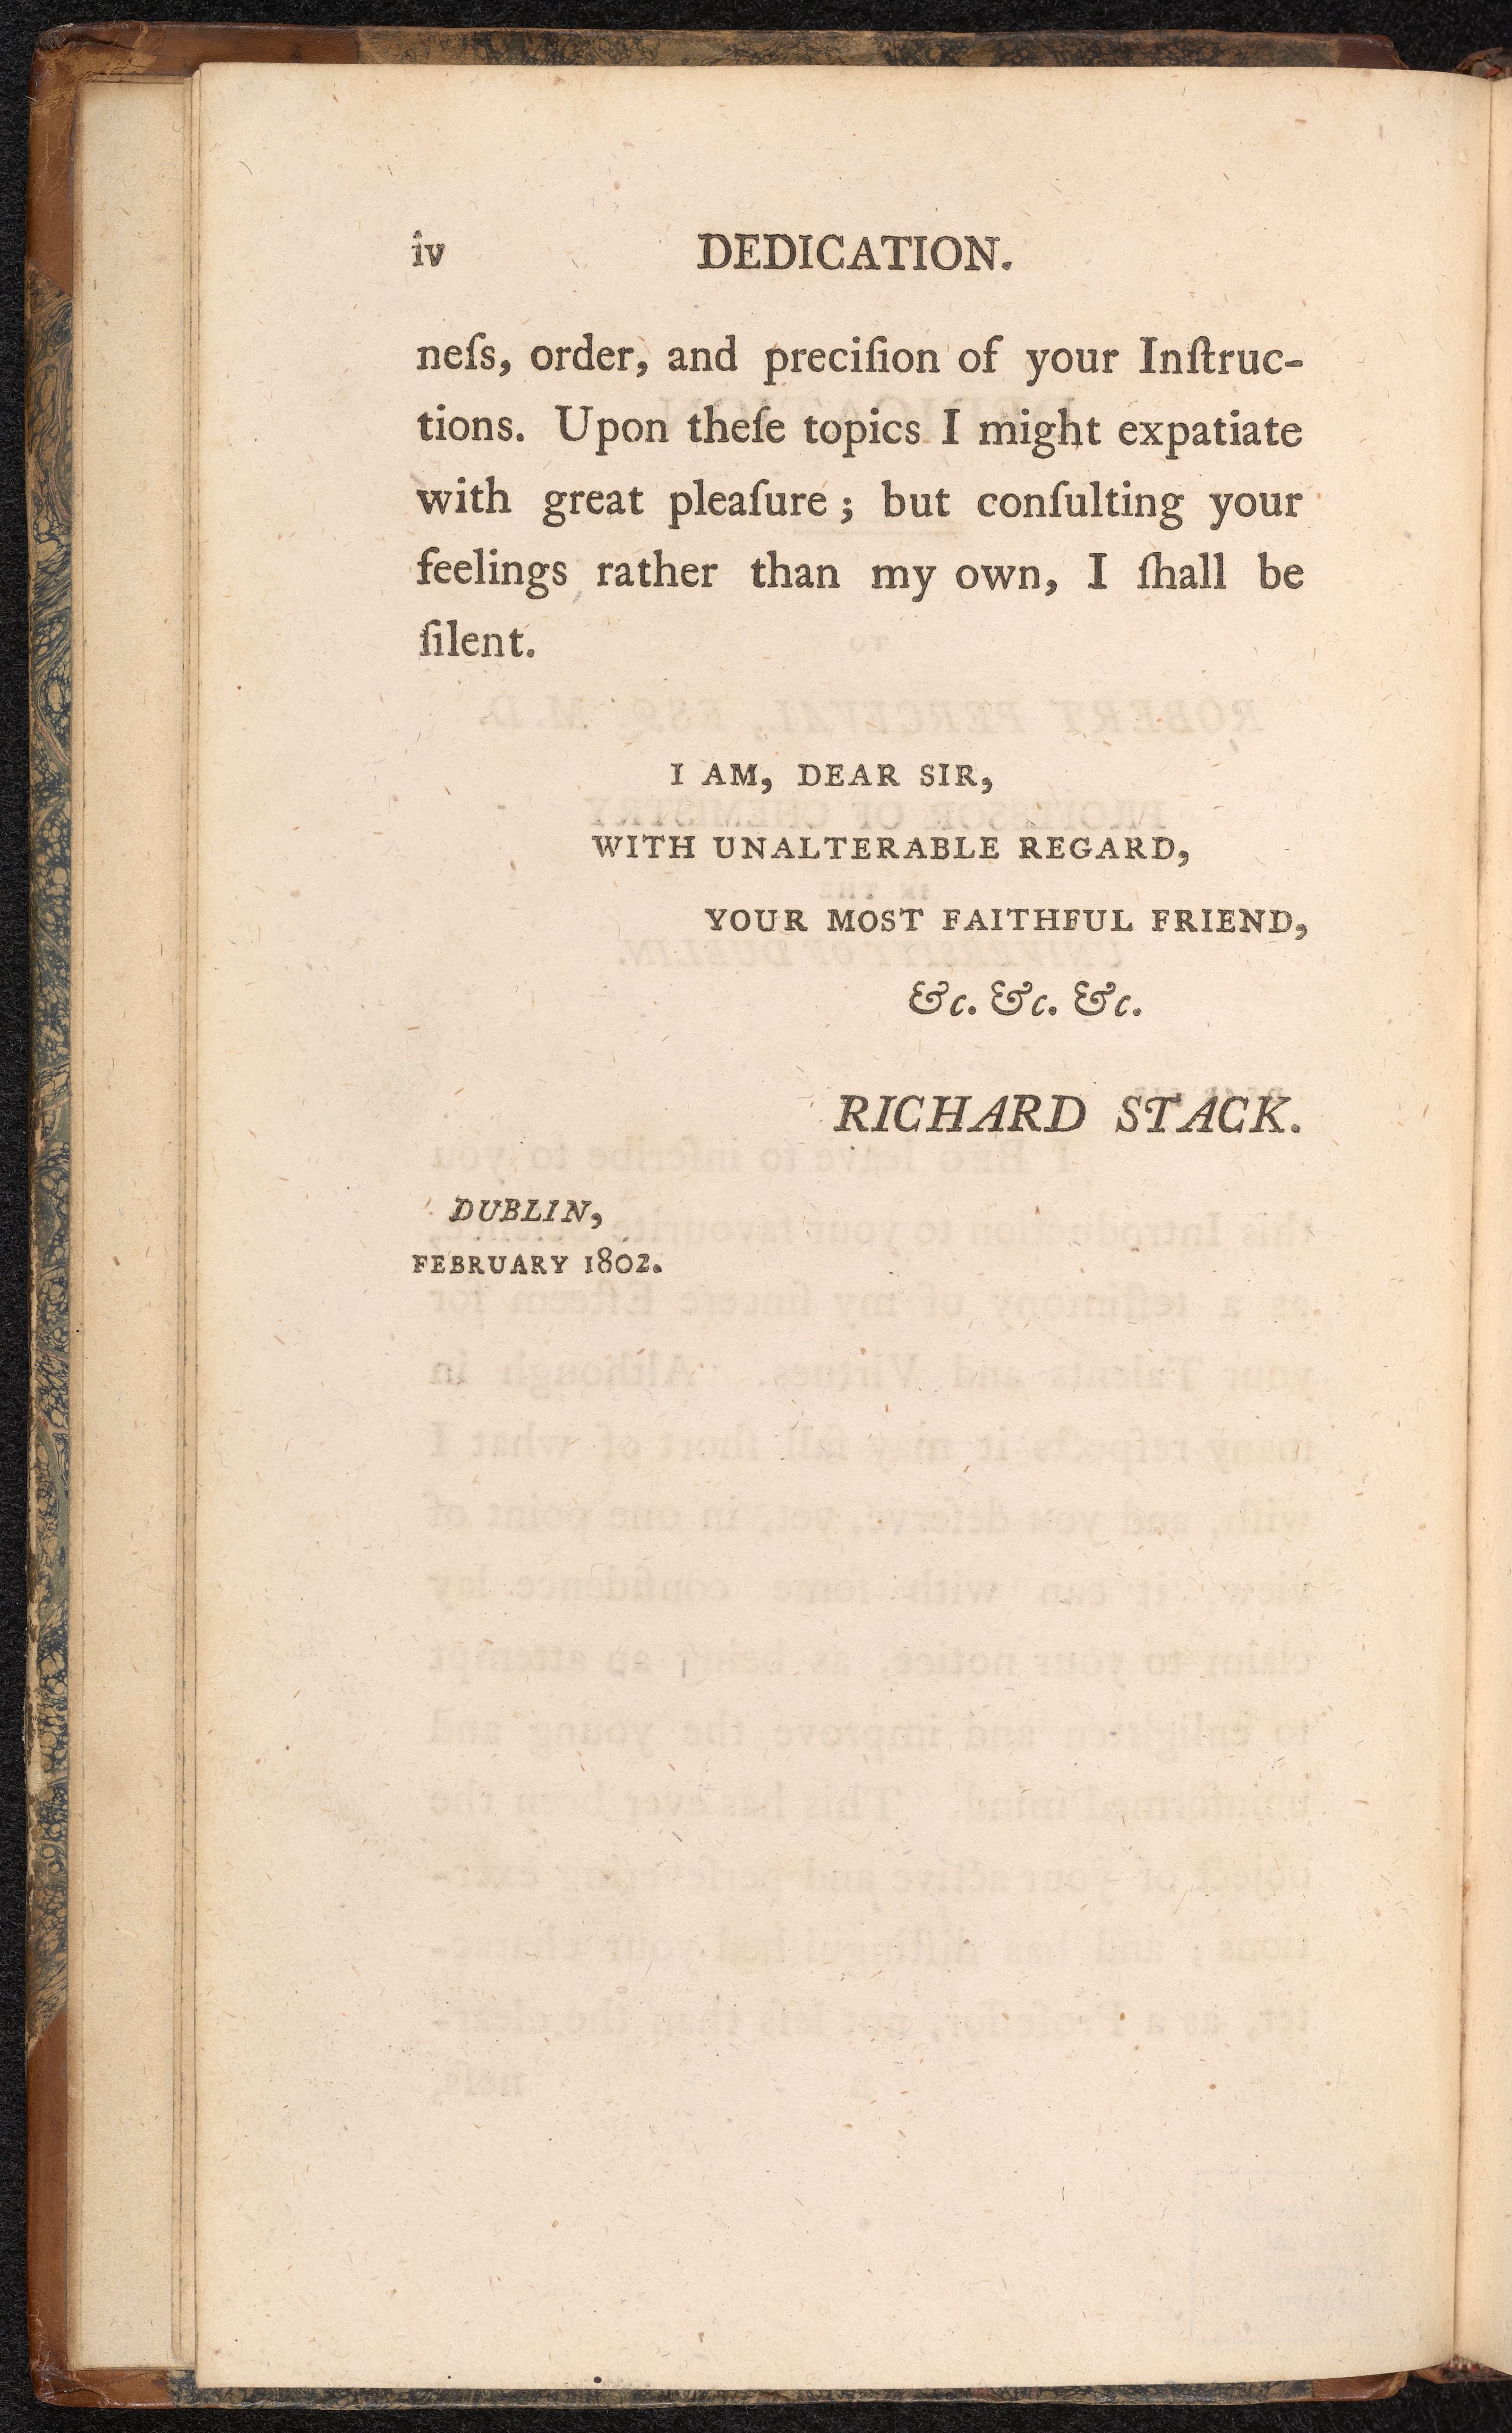 iv DEDICATION.
neſs, order, and preciſion of your Inſtruc-
tions. Upon theſe topics I might expatiate
with great pleaſure; but conſulting your
feelings rather than my own, I ſhall be
ſilent.
I AM, DEAR SIR,
WITH UNALTERABLE REGARD,
YOUR MOST FAITHFUL FRIEND,
&c. &c. &c.
RICHARD STACK.
DUBLIN,
FEBRUARY 1802.